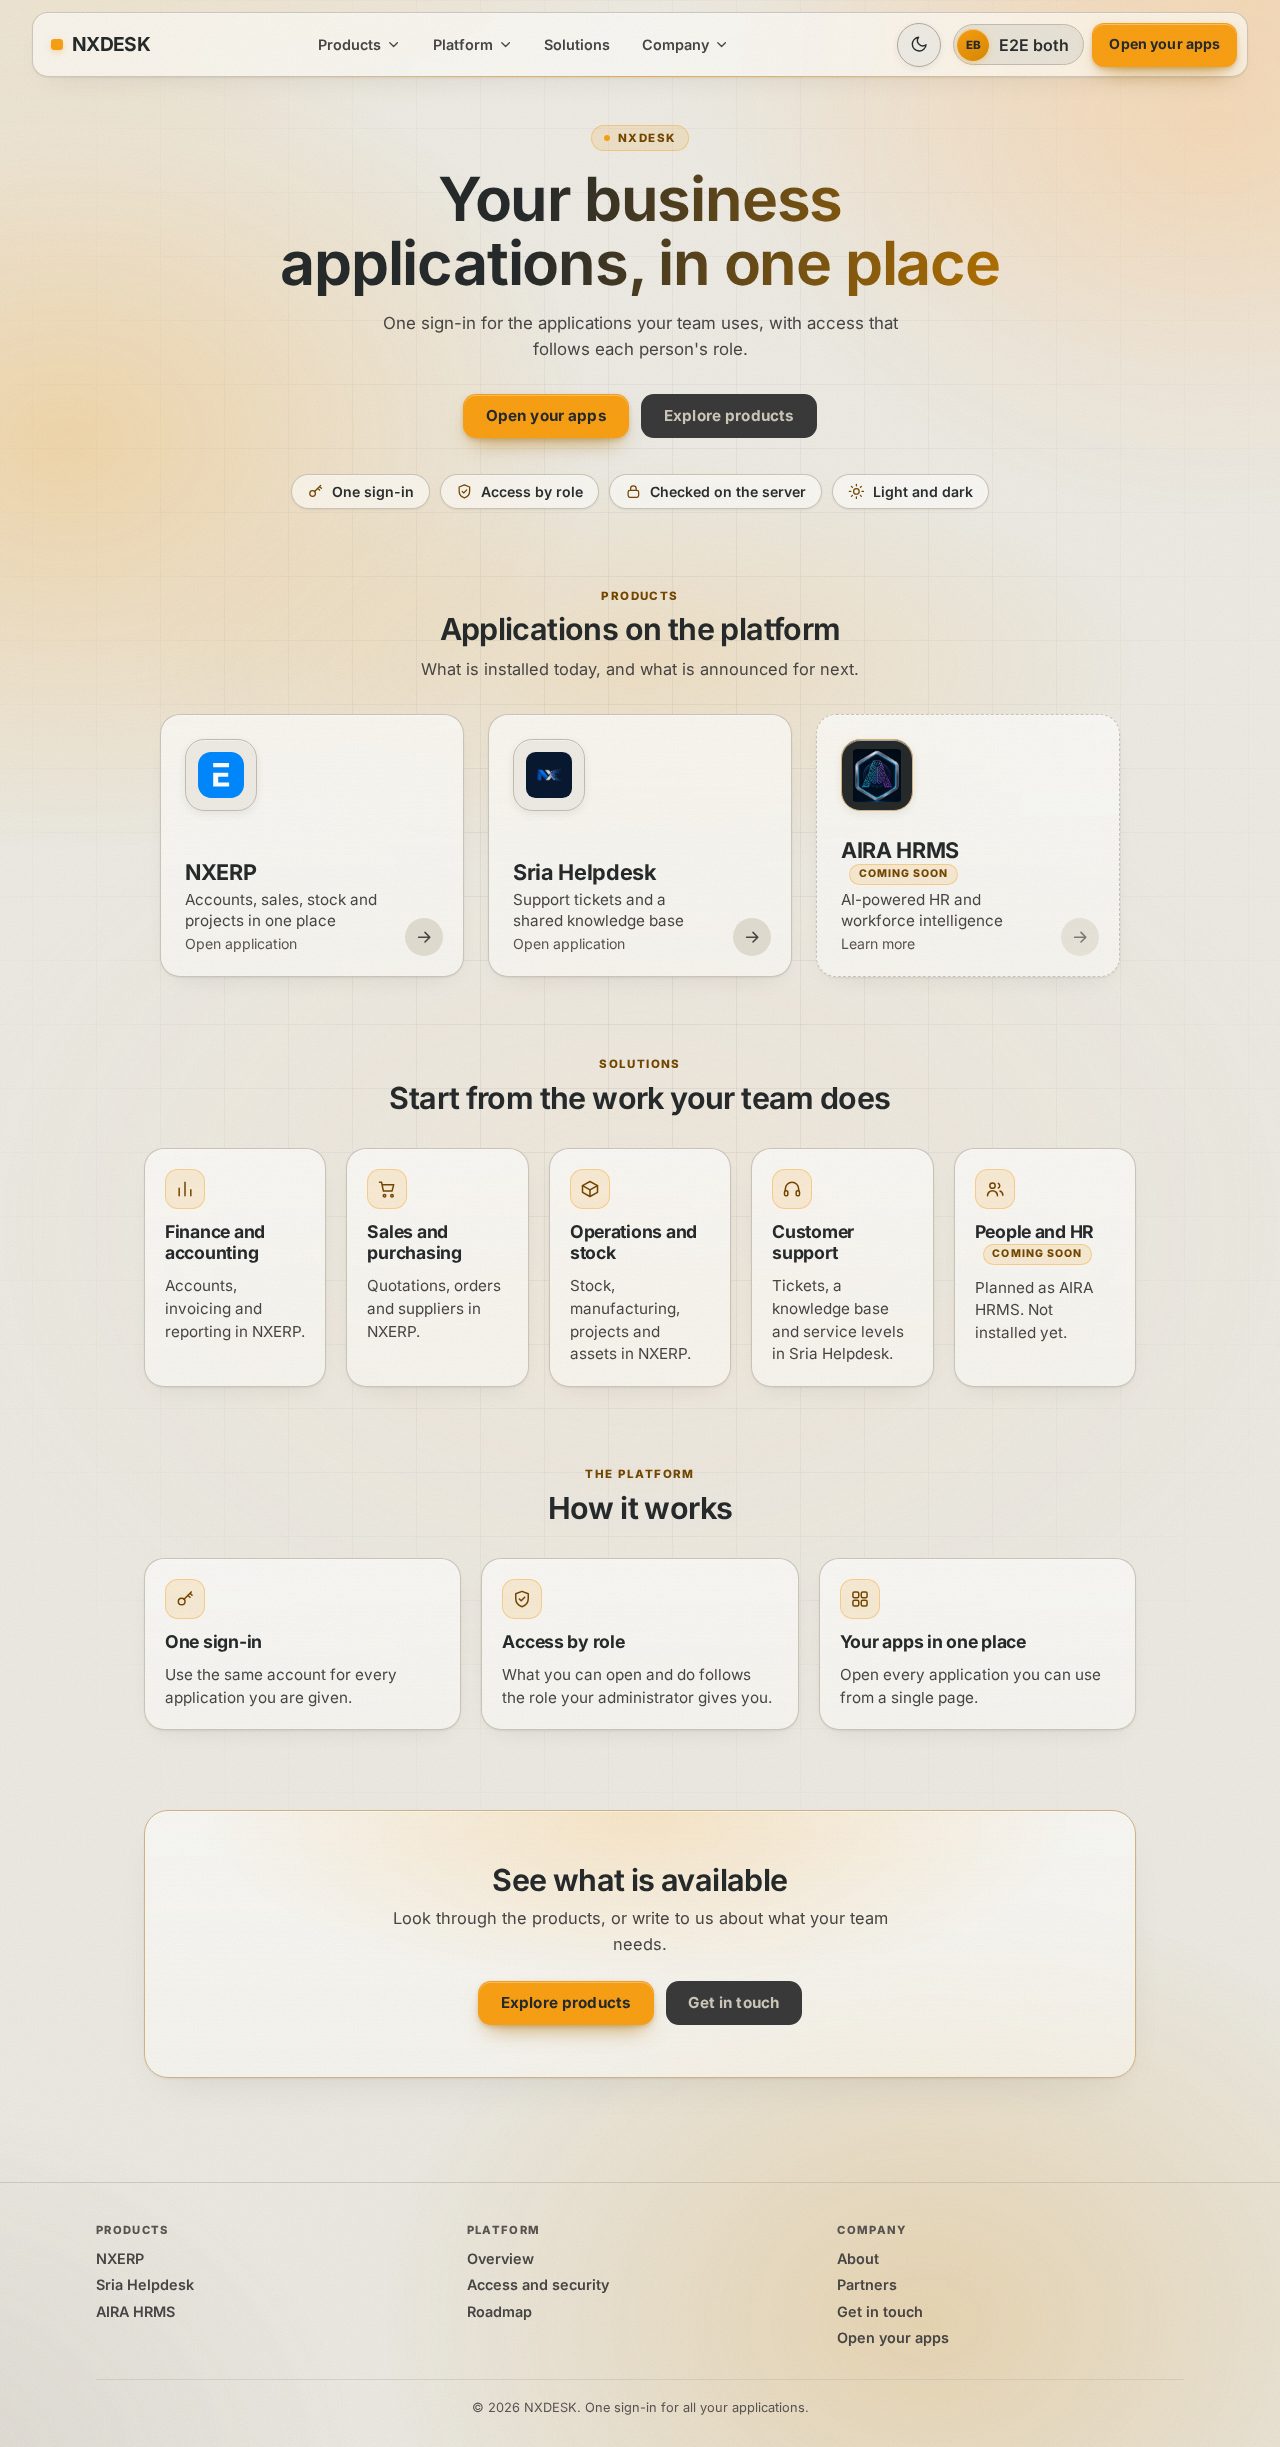 NXDESK
Products
Platform
Solutions
Company
EB
E2E both
Open your apps
NXDESK
Your business
applications, in one place
One sign-in for the applications your team uses, with access that
follows each person's role.
Open your apps
Explore products
One sign-in
Access by role
Checked on the server
Light and dark
PRODUCTS
Applications on the platform
What is installed today, and what is announced for next.
NXERP
Accounts, sales, stock and
projects in one place
Open application
NX
Sria Helpdesk
Support tickets and a
shared knowledge base
Open application
AIRA HRMS
COMING SOON
AI-powered HR and
workforce intelligence
Learn more
SOLUTIONS
Start from the work your team does
Finance and
accounting
Accounts,
invoicing and
reporting in NXERP.
Sales and
purchasing
Quotations, orders
and suppliers in
NXERP.
Operations and
stock
Stock,
manufacturing,
projects and
assets in NXERP.
Customer
support
Tickets, a
knowledge base
and service levels
in Sria Helpdesk.
People and HR
COMING SOON
Planned as AIRA
HRMS. Not
installed yet.
THE PLATFORM
How it works
One sign-in
Use the same account for every
application you are given.
Access by role
What you can open and do follows
the role your administrator gives you.
Your apps in one place
Open every application you can use
from a single page.
See what is available
Look through the products, or write to us about what your team
needs.
Explore products
Get in touch
PRODUCTS
NXERP
Sria Helpdesk
AIRA HRMS
PLATFORM
Overview
Access and security
Roadmap
COMPANY
About
Partners
Get in touch
Open your apps
© 2026 NXDESK. One sign-in for all your applications.